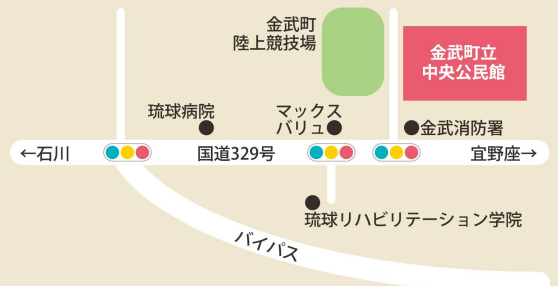 金武町
陸上競技場
金武町立
中央公民館
琉球病院
マックス
バリュ
金武消防署
←石川
国道329号
宜野座→
琉球リハビリテーション学院
バイパス